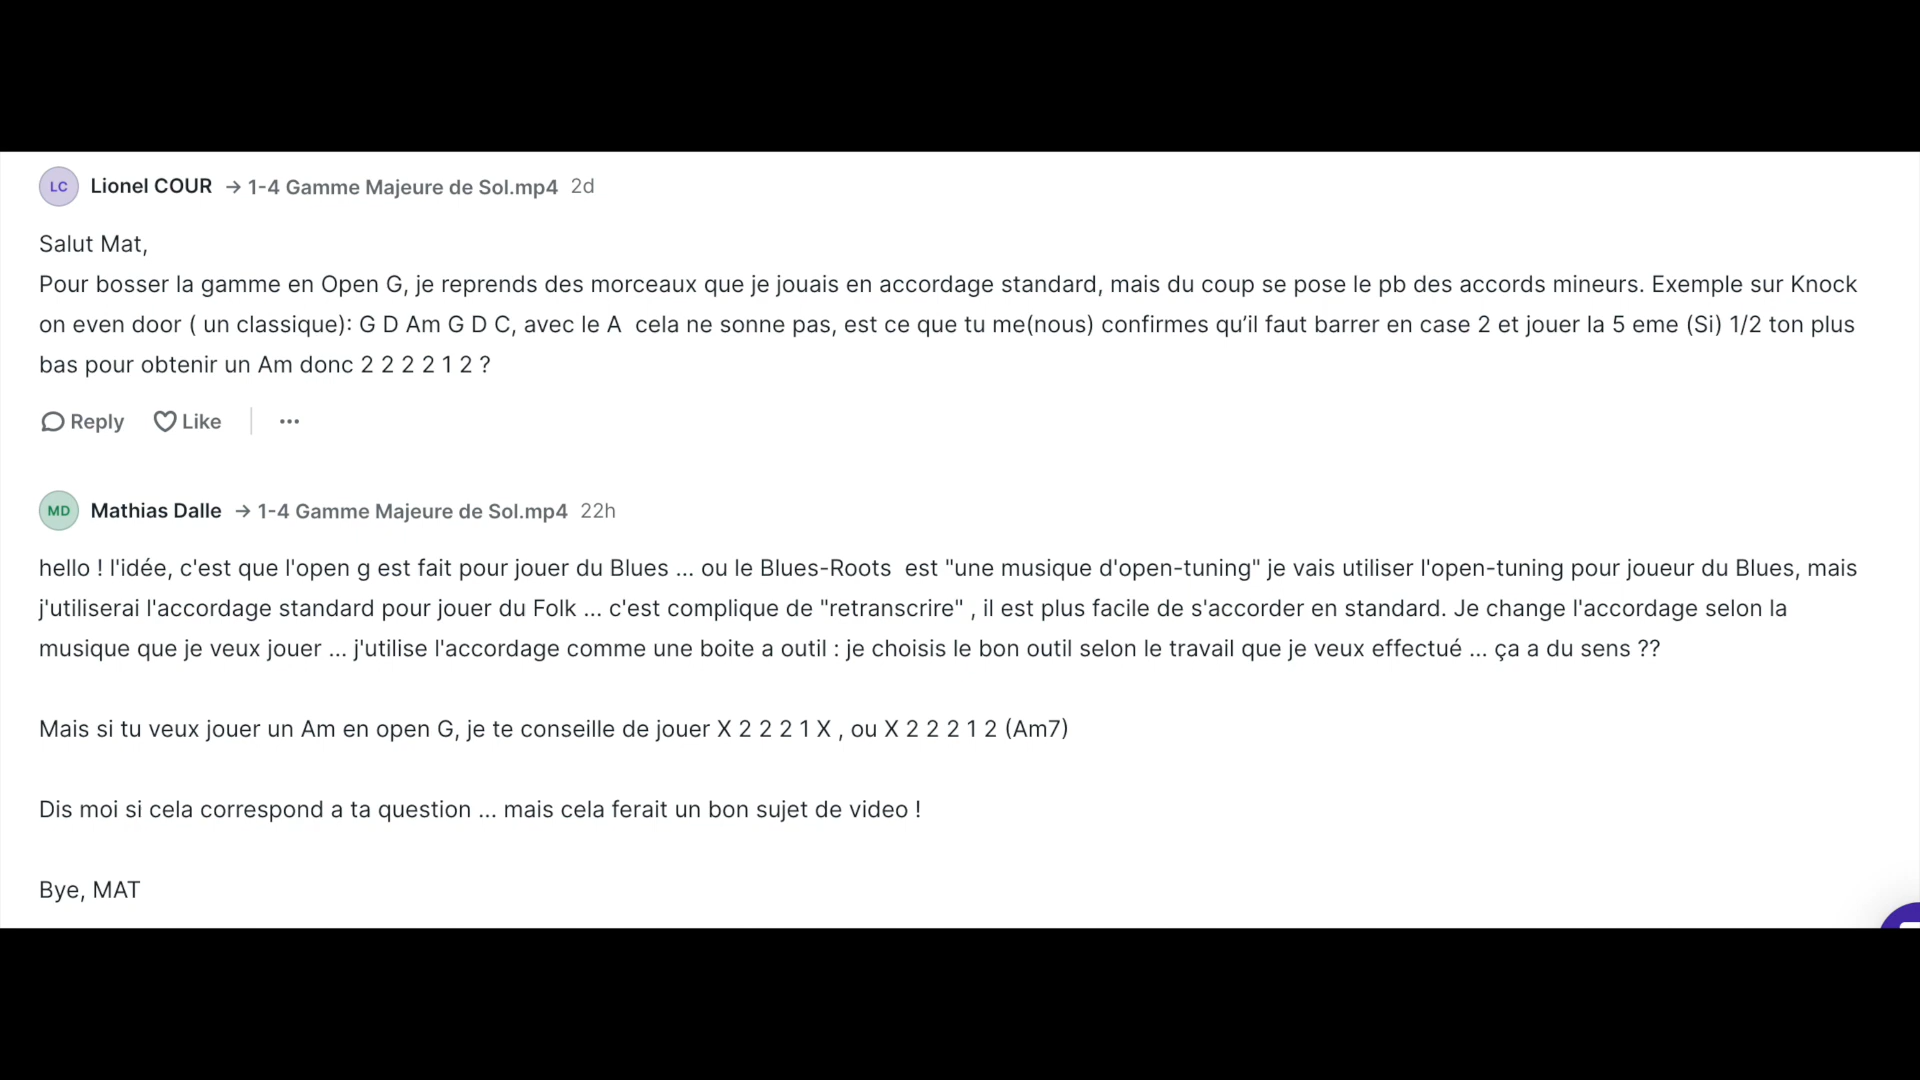 LC Lionel COUR → 1-4 Gamme Majeure de Sol.mp4 2d
Salut Mat,
Pour bosser la gamme en Open G, je reprends des morceaux que je jouais en accordage standard, mais du coup se pose le pb des accords mineurs. Exemple sur Knock
on even door ( un classique): G D Am G D C, avec le A  cela ne sonne pas, est ce que tu me(nous) confirmes qu’il faut barrer en case 2 et jouer la 5 eme (Si) 1/2 ton plus
bas pour obtenir un Am donc 2 2 2 2 1 2 ?
Reply Like ...
MD Mathias Dalle → 1-4 Gamme Majeure de Sol.mp4 22h
hello ! l'idée, c'est que l'open g est fait pour jouer du Blues ... ou le Blues-Roots  est "une musique d'open-tuning" je vais utiliser l'open-tuning pour joueur du Blues, mais
j'utiliserai l'accordage standard pour jouer du Folk ... c'est complique de "retranscrire" , il est plus facile de s'accorder en standard. Je change l'accordage selon la
musique que je veux jouer ... j'utilise l'accordage comme une boite a outil : je choisis le bon outil selon le travail que je veux effectué ... ça a du sens ??
Mais si tu veux jouer un Am en open G, je te conseille de jouer X 2 2 2 1 X , ou X 2 2 2 1 2 (Am7)
Dis moi si cela correspond a ta question ... mais cela ferait un bon sujet de video !
Bye, MAT